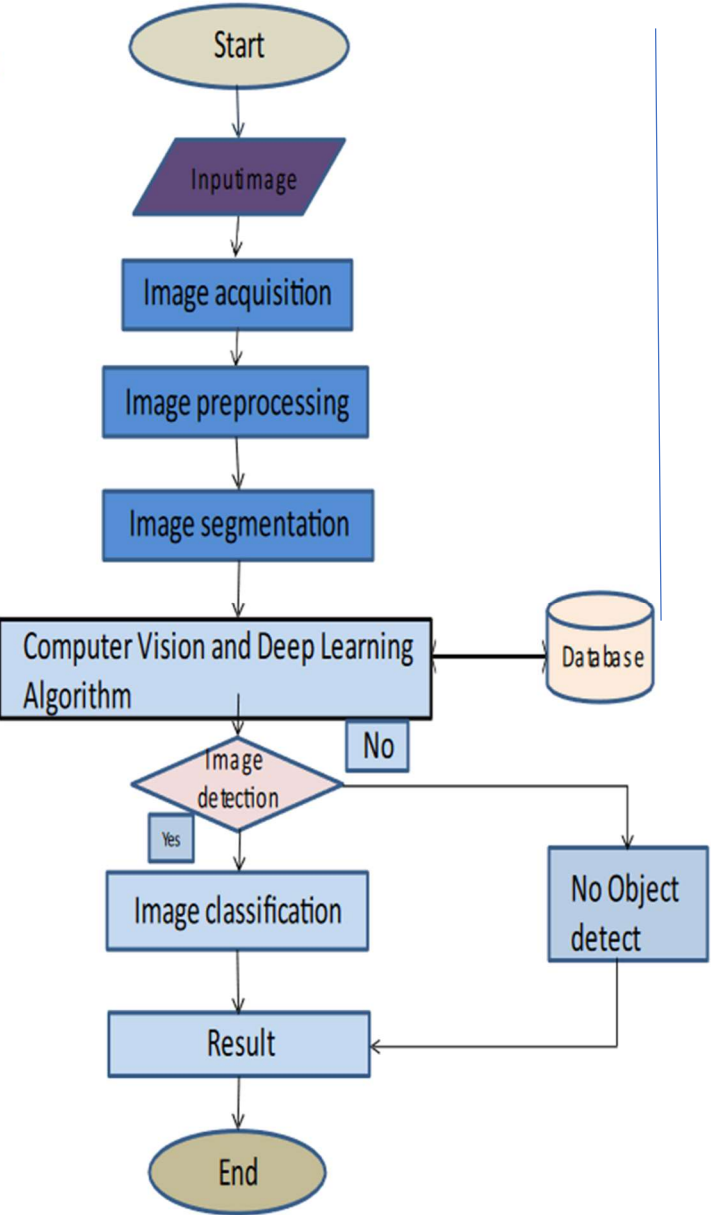 Start
Inputimage
Image acquisition
Image preprocessing
Image segmentation
Computer Vision and Deep Learning
Algorithm
Database
No
Image
detection
Yes
Image classification
No Object
detect
Result
End